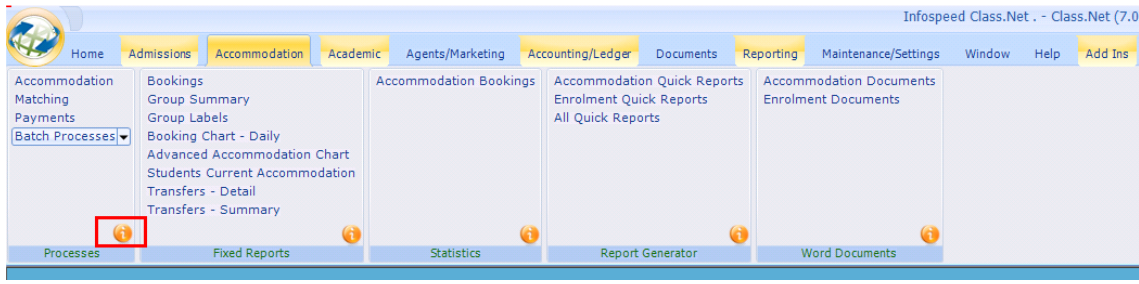 Infospeed Class.Net . - Class.Net (7.0
Home Admissions Accommodation Academic Agents/Marketing Accounting/Ledger Documents Reporting Maintenance/Settings Window Help Add Ins
Accommodation
Matching
Payments
Batch Processes
Processes
Bookings
Group Summary
Group Labels
Booking Chart - Daily
Advanced Accommodation Chart
Students Current Accommodation
Transfers - Detail
Transfers - Summary
Fixed Reports
Accommodation Bookings
Statistics
Accommodation Quick Reports
Enrolment Quick Reports
All Quick Reports
Report Generator
Accommodation Documents
Enrolment Documents
Word Documents